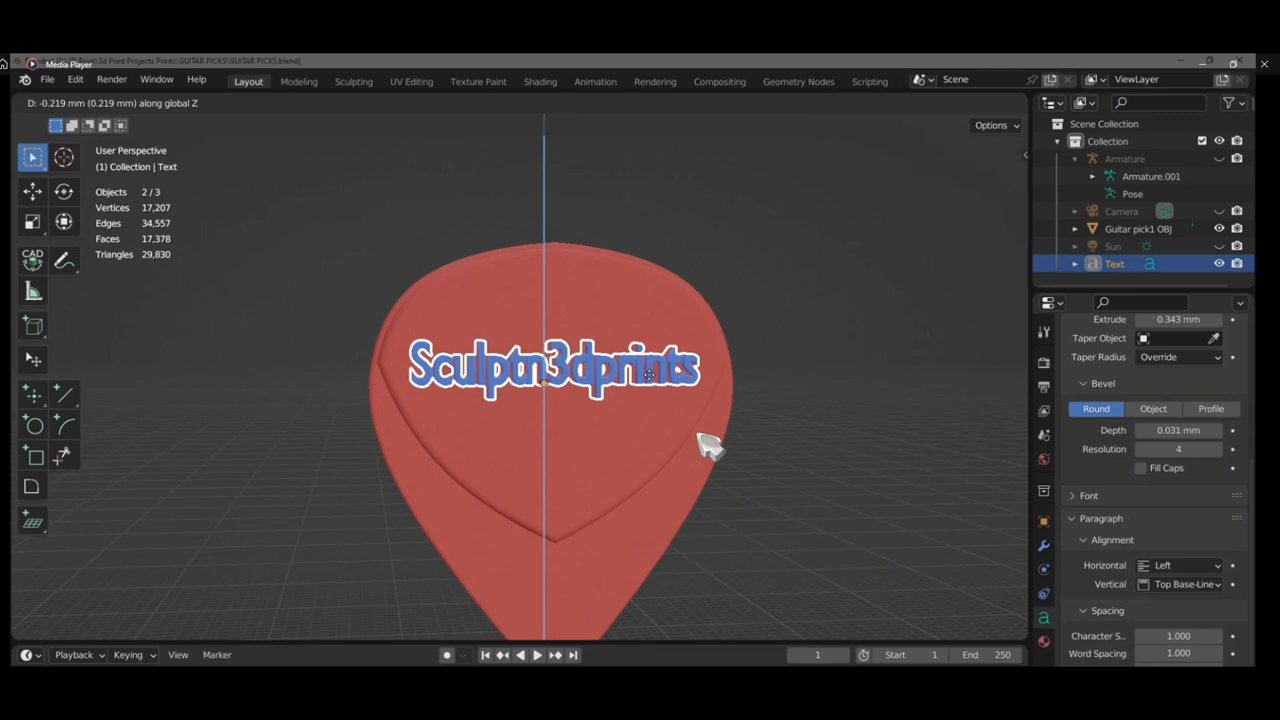 Media Player
3d Print Projects Prints\GUITAR PICKS\GUITAR PICKS.blend]
File Edit Render Window Help
Layout Modeling Sculpting UV Editing Texture Paint Shading Animation Rendering Compositing Geometry Nodes Scripting
Scene
ViewLayer
D: -0.219 mm (0.219 mm) along global Z
Options
User Perspective
(1) Collection | Text
Objects 2 / 3
Vertices 17,207
Edges 34,557
Faces 17,378
Triangles 29,830
CAD
Sculptn3dprints
Scene Collection
Collection
Armature
Armature.001
Pose
Camera
Guitar pick1 OBJ
Sun
Text
Extrude 0.343 mm
Taper Object
Taper Radius Override
Bevel
Round Object Profile
Depth 0.031 mm
Resolution 4
Fill Caps
Font
Paragraph
Alignment
Horizontal Left
Vertical Top Base-Line
Spacing
Character S... 1.000
Word Spacing 1.000
Playback Keying View Marker
1
Start 1
End 250